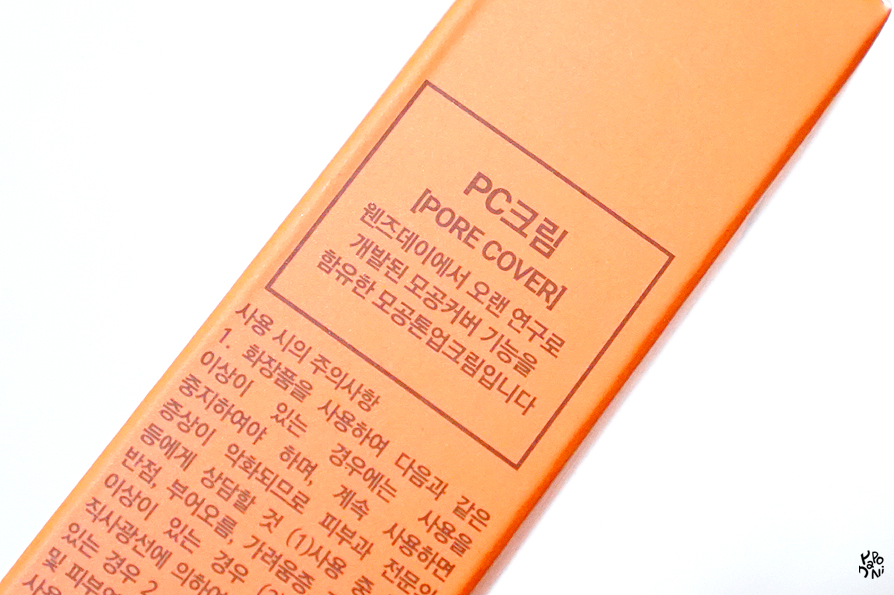 PC크림
[PORE COVER]
웬즈데이에서 오랜 연구로
개발된 모공커버 기능을
함유한 모공톤업크림입니다
사용 시의 주의사항
1. 화장품을 사용하여 다음과 같은
이상이 있는 경우에는 사용을
중지하여야 하며, 계속 사용하면
증상이 악화되므로 피부과 전문의
등에게 상담할 것 (1)사용 중
반점, 부어오름, 가려움증
이상이 있는 경우
직사광선에 의하여
있는 경우 2
및 피부